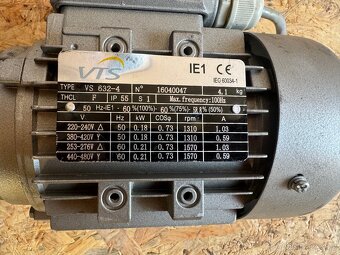 VTS
IE1 CE
IEC 60034-1
TYPE VS 632-4 N° 16040047 4.1 kg
THCL F IP 55 S 1 Max. frequency:100Hz
50 Hz-IE1 60%(100%)- 60%(75%)- %(50%)
V Hz kW COSφ rpm A
220-240V △ 50 0.18 0.73 1310 1.03
380-420V Y 50 0.18 0.73 1310 0.59
253-276V △ 60 0.21 0.73 1570 1.03
440-480V Y 60 0.21 0.73 1570 0.59